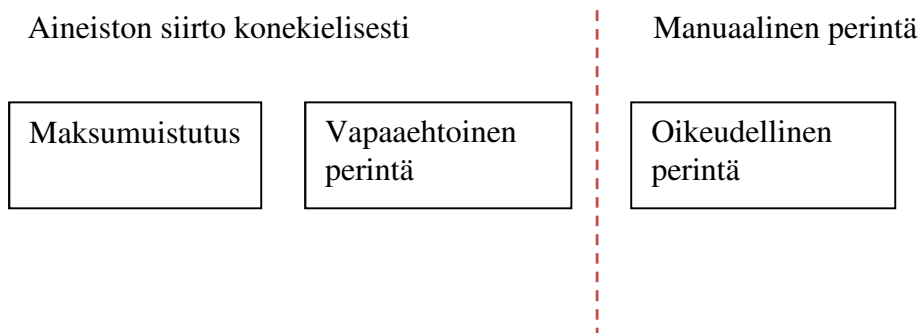 Aineiston siirto konekielisesti
Manuaalinen perintä
Maksumuistutus
Vapaaehtoinen
perintä
Oikeudellinen
perintä